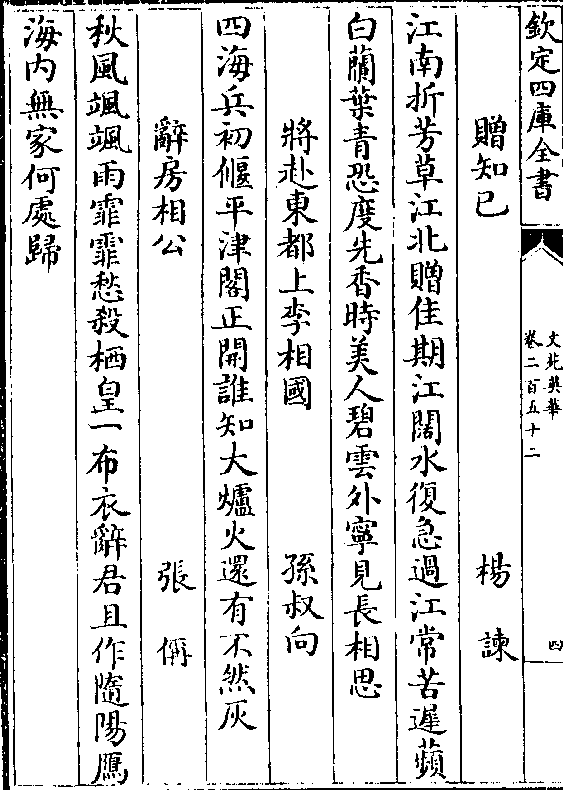 欽定四庫全書
文苑英華
卷二百五十二
四
贈知已 楊諫
江南折芳草江北贈佳期江闊水復急過江常苦遲蘋
白蘭葉青恐度先香時美人碧雲外寧見長相思
將赴東都上李相國 孫叔向
四海兵初偃平津閣正開誰知大爐火還有不然灰
辭房相公 張偁
秋風颯颯雨霏霏愁殺栖皇一布衣辭君且作隨陽鴈
海内無家何處歸